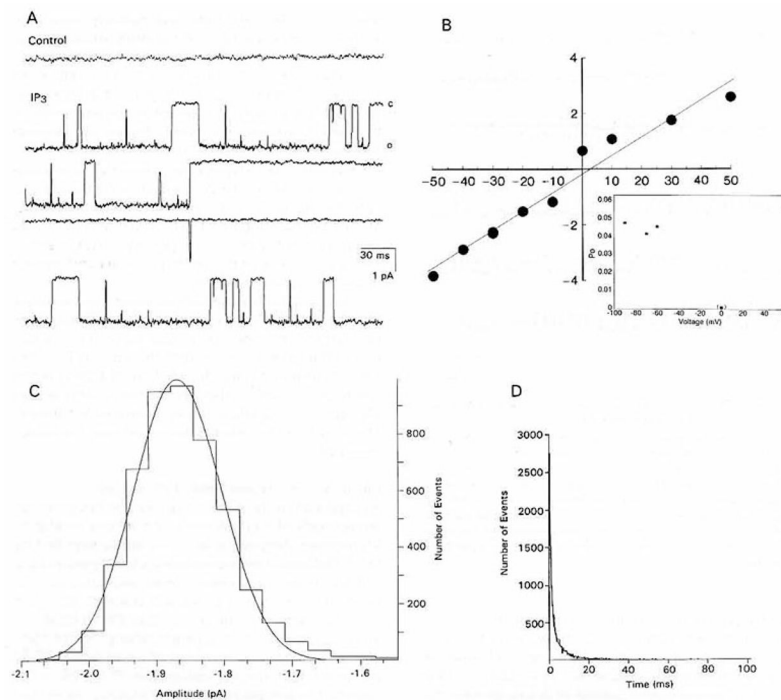 A
Control
IP3
c
o
30 ms
1 pA
B
4
2
-2
-4
-50 -40 -30 -20 -10 10 30 50
0.06
0.05
0.04
0.03
0.02
0.01
0
Po
-100 -80 -60 -40 -20 0 20 40
Voltage (mV)
C
800
600
400
200
Number of Events
-2.1 -2.0 -1.9 -1.8 -1.7 -1.6
Amplitude (pA)
D
3000
2500
2000
1500
1000
500
Number of Events
0 20 40 60 80 100
Time (ms)